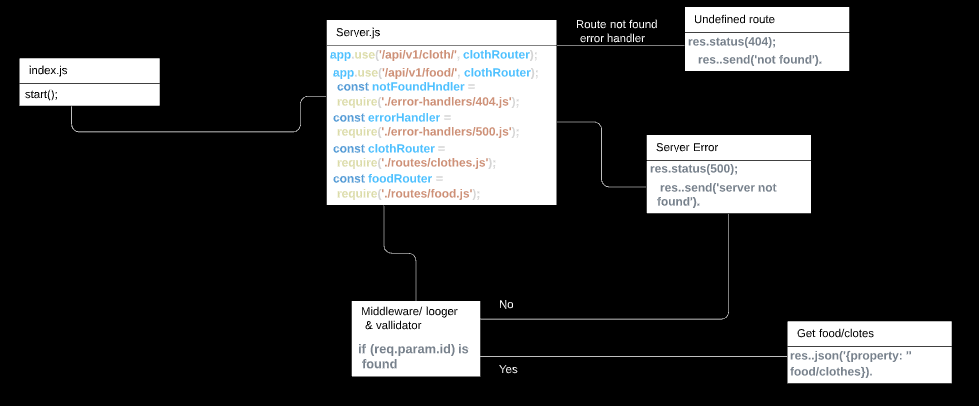 index.js
start();
Server.js
app.use('/api/v1/cloth/', clothRouter);
app.use('/api/v1/food/', clothRouter);
const notFoundHndler =
require('./error-handlers/404.js');
const errorHandler =
require('./error-handlers/500.js');
const clothRouter =
require('./routes/clothes.js');
const foodRouter =
require('./routes/food.js');
Route not found
error handler
Undefined route
res.status(404);
res..send('not found').
Server Error
res.status(500);
res..send('server not
found').
Middleware/ looger
& vallidator
if (req.param.id) is
found
No
Yes
Get food/clotes
res..json('{property: "
food/clothes}).